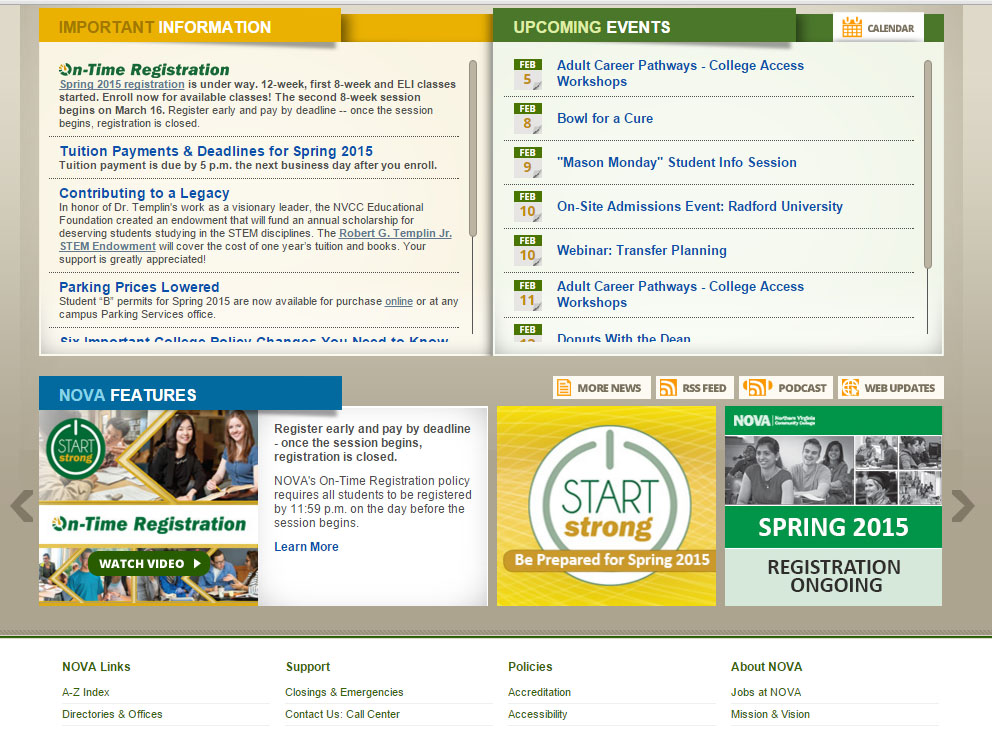 IMPORTANT INFORMATION
On-Time Registration
Spring 2015 registration is under way. 12-week, first 8-week and ELI classes
started. Enroll now for available classes! The second 8-week session
begins on March 16. Register early and pay by deadline -- once the session
begins, registration is closed.
Tuition Payments & Deadlines for Spring 2015
Tuition payment is due by 5 p.m. the next business day after you enroll.
Contributing to a Legacy
In honor of Dr. Templin's work as a visionary leader, the NVCC Educational
Foundation created an endowment that will fund an annual scholarship for
deserving students studying in the STEM disciplines. The Robert G. Templin Jr.
STEM Endowment will cover the cost of one year's tuition and books. Your
support is greatly appreciated!
Parking Prices Lowered
Student “B” permits for Spring 2015 are now available for purchase online or at any
campus Parking Services office.
Six Important College Policy Changes You Need to Know
UPCOMING EVENTS
CALENDAR
FEB
5
Adult Career Pathways - College Access
Workshops
FEB
8
Bowl for a Cure
FEB
9
"Mason Monday" Student Info Session
FEB
10
On-Site Admissions Event: Radford University
FEB
10
Webinar: Transfer Planning
FEB
11
Adult Career Pathways - College Access
Workshops
FEB
Donuts With the Dean
NOVA FEATURES
MORE NEWS
RSS FEED
PODCAST
WEB UPDATES
START
strong
On-Time Registration
WATCH VIDEO
Register early and pay by deadline
- once the session begins,
registration is closed.
NOVA's On-Time Registration policy
requires all students to be registered
by 11:59 p.m. on the day before the
session begins.
Learn More
START
strong
Be Prepared for Spring 2015
NOVA Northern Virginia
Community College
SPRING 2015
REGISTRATION
ONGOING
NOVA Links
A-Z Index
Directories & Offices
Support
Closings & Emergencies
Contact Us: Call Center
Policies
Accreditation
Accessibility
About NOVA
Jobs at NOVA
Mission & Vision